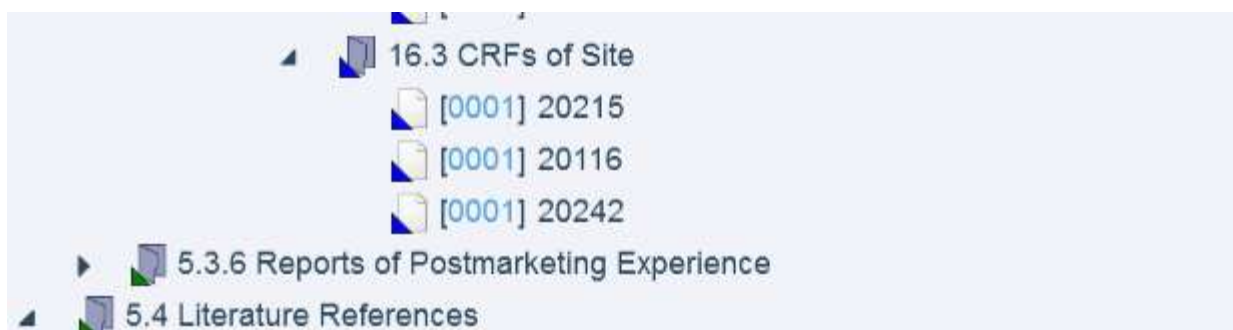 16.3 CRFs of Site
[0001] 20215
[0001] 20116
[0001] 20242
5.3.6 Reports of Postmarketing Experience
5.4 Literature References